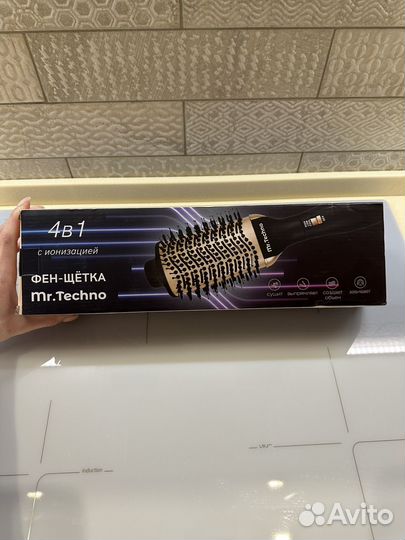 4в1
с ионизацией
ФЕН-ЩЁТКА
Mr.Techno
Mr.Techno
сушит
выпрямляет
создает
объем
завивает
induction
Avito